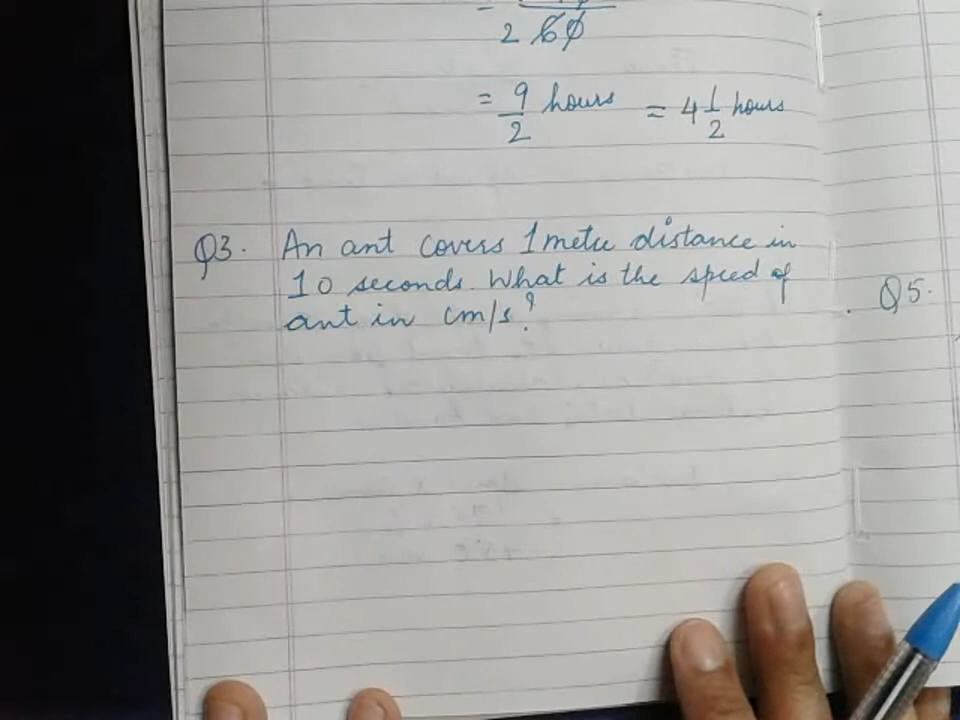 =
2 60
= 9/2 hours = 4 1/2 hours
Q3. An ant covers 1 metre distance in
10 seconds. What is the speed of
ant in cm/s?
Q5.